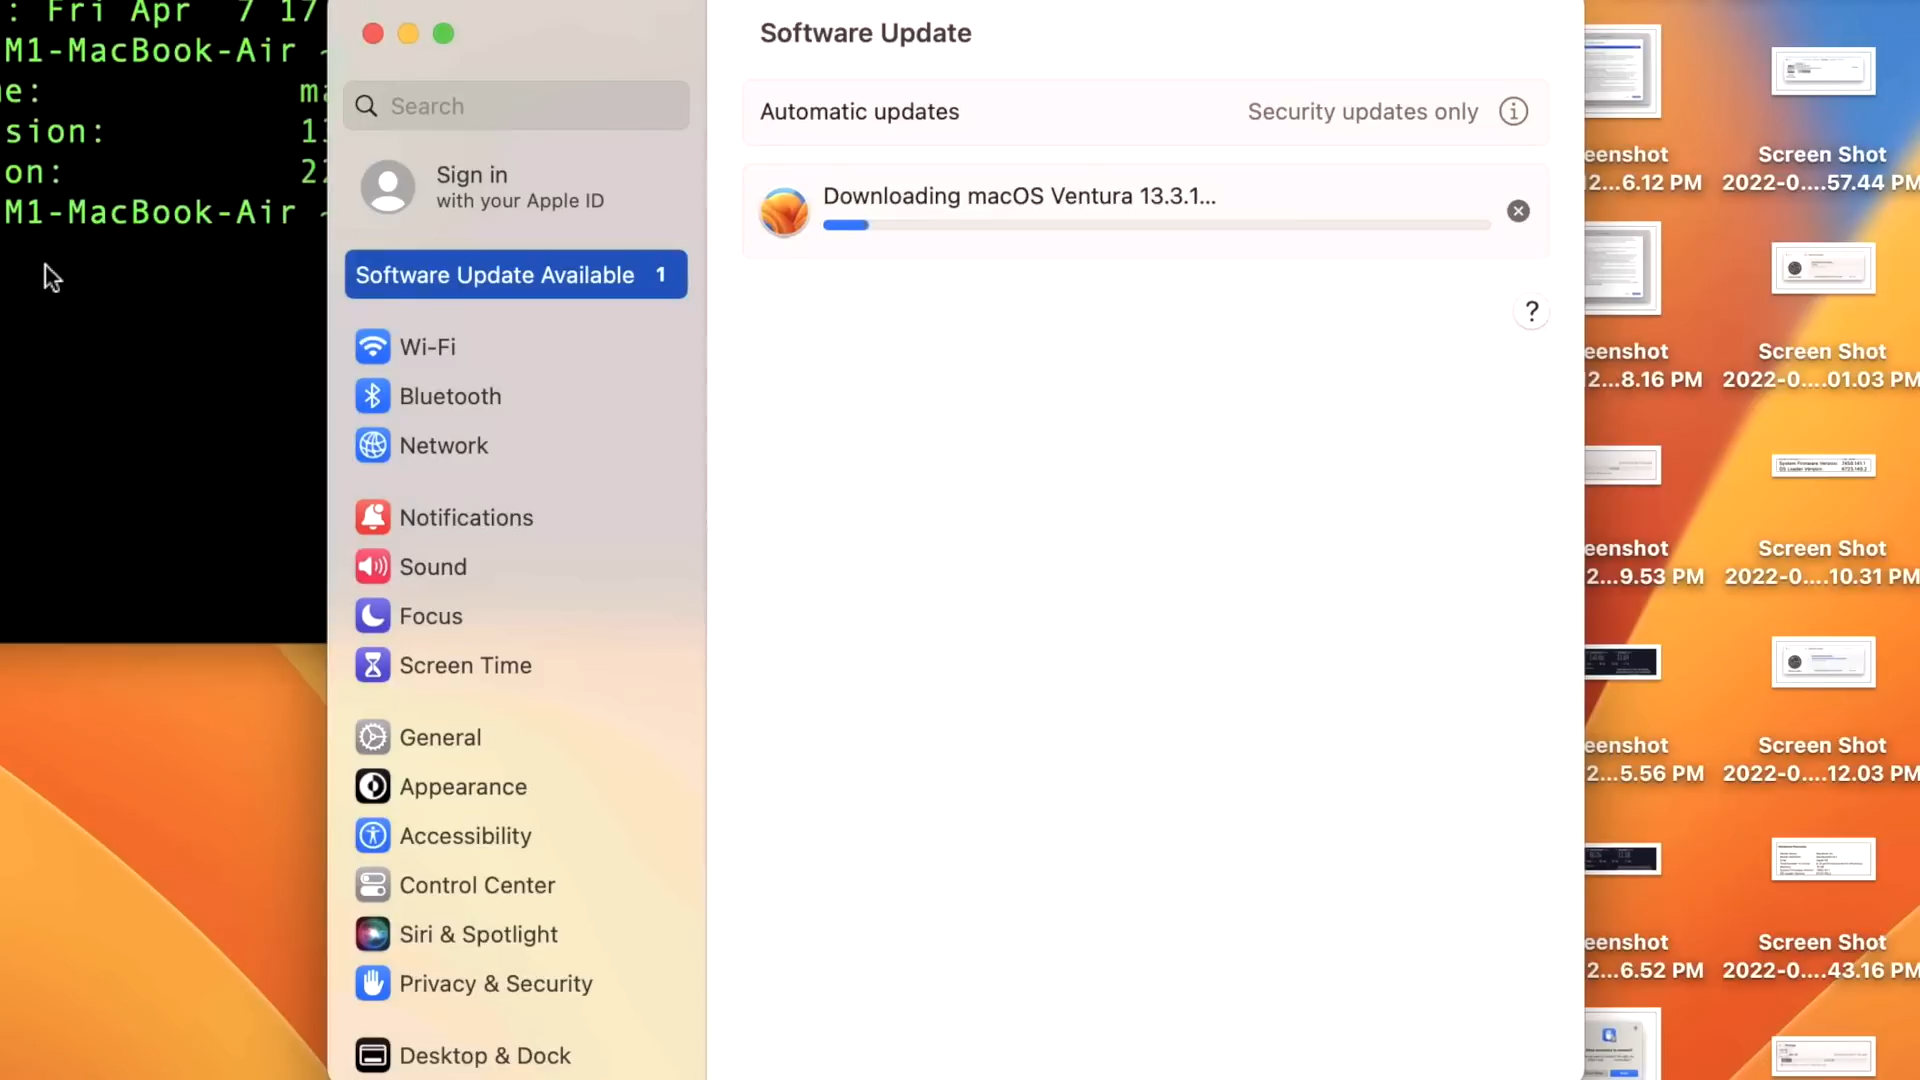 : Fri Apr 7 17
M1-MacBook-Air
e:
sion:
on:
M1-MacBook-Air
Search
Sign in
with your Apple ID
Software Update Available 1
Wi-Fi
Bluetooth
Network
Notifications
Sound
Focus
Screen Time
General
Appearance
Accessibility
Control Center
Siri & Spotlight
Privacy & Security
Desktop & Dock
Software Update
Automatic updates Security updates only
Downloading macOS Ventura 13.3.1...
?
eenshot
2...6.12 PM
eenshot
2...8.16 PM
eenshot
2...9.53 PM
eenshot
2...5.56 PM
eenshot
2...6.52 PM
Screen Shot
2022-0....57.44 PM
Screen Shot
2022-0....01.03 PM
Screen Shot
2022-0....10.31 PM
Screen Shot
2022-0....12.03 PM
Screen Shot
2022-0....43.16 PM